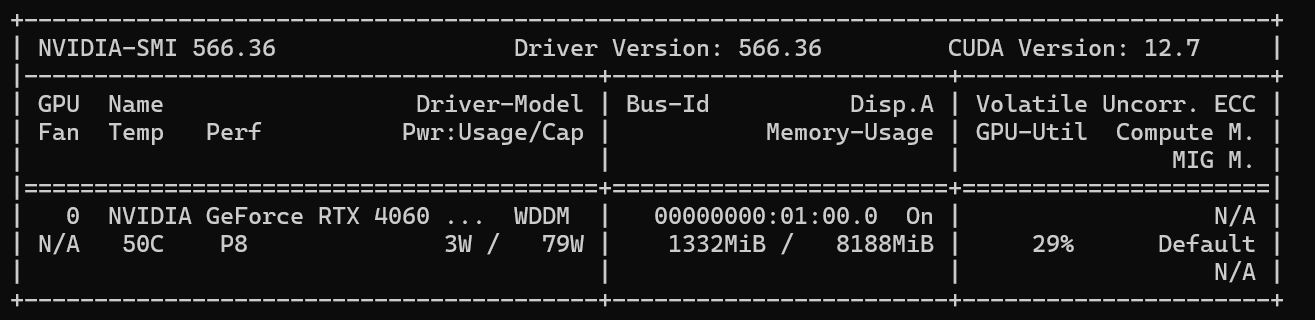 +-----------------------------------------------------------------------------------------+
| NVIDIA-SMI 566.36                 Driver Version: 566.36         CUDA Version: 12.7     |
|-----------------------------------------+------------------------+----------------------+
| GPU  Name                  Driver-Model | Bus-Id          Disp.A | Volatile Uncorr. ECC |
| Fan  Temp   Perf          Pwr:Usage/Cap |           Memory-Usage | GPU-Util  Compute M. |
|                                         |                        |               MIG M. |
|=========================================+========================+======================|
|   0  NVIDIA GeForce RTX 4060 ...  WDDM  |   00000000:01:00.0  On |                  N/A |
| N/A   50C    P8              3W /   79W |    1332MiB /   8188MiB |     29%      Default |
|                                         |                        |                  N/A |
+-----------------------------------------+------------------------+----------------------+